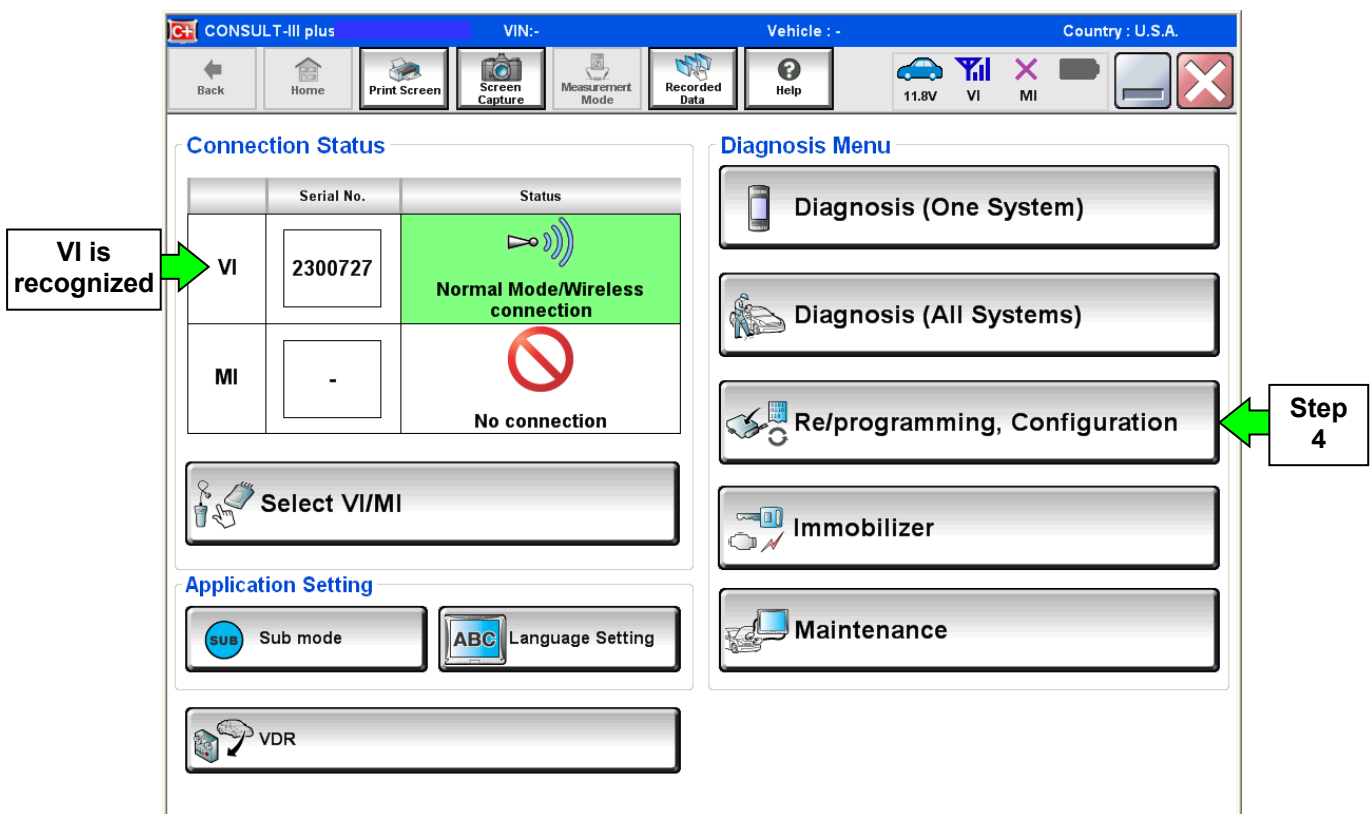 C+ CONSULT-III plus VIN:- Vehicle : - Country : U.S.A.
Back
Home
Print Screen
Screen
Capture
Measurement
Mode
Recorded
Data
?
Help
11.8V
VI
MI
Connection Status
Serial No. Status
VI is
recognized
VI
2300727
Normal Mode/Wireless
connection
MI
-
No connection
Select VI/MI
Application Setting
SUB Sub mode
ABC Language Setting
VDR
Diagnosis Menu
Diagnosis (One System)
Diagnosis (All Systems)
Re/programming, Configuration
Step
4
Immobilizer
Maintenance